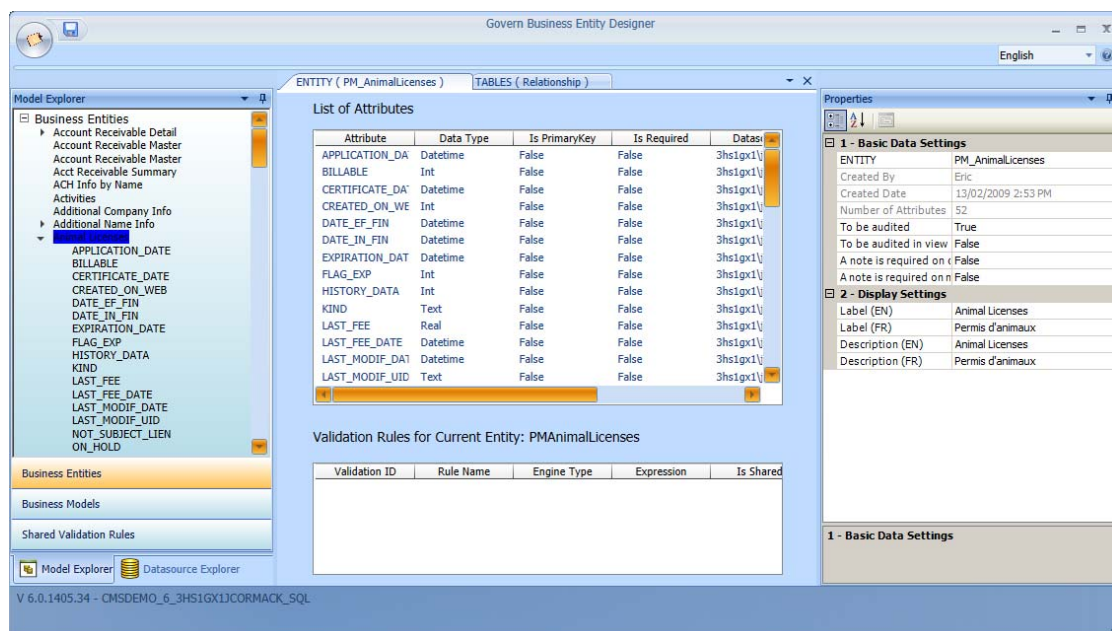 Govern Business Entity Designer
English
Model Explorer
Business Entities
Account Receivable Detail
Account Receivable Master
Account Receivable Master
Acct Receivable Summary
ACH Info by Name
Activities
Additional Company Info
Additional Name Info
Animal Licenses
APPLICATION_DATE
BILLABLE
CERTIFICATE_DATE
CREATED_ON_WEB
DATE_EF_FIN
DATE_IN_FIN
EXPIRATION_DATE
FLAG_EXP
HISTORY_DATA
KIND
LAST_FEE
LAST_FEE_DATE
LAST_MODIF_DATE
LAST_MODIF_UID
NOT_SUBJECT_LIEN
ON_HOLD
Business Entities
Business Models
Shared Validation Rules
Model Explorer Datasource Explorer
ENTITY ( PM_AnimalLicenses ) TABLES ( Relationship )
List of Attributes
Attribute Data Type Is PrimaryKey Is Required Datas
APPLICATION_DA Datetime False False 3hs1gx1\j
BILLABLE Int False False 3hs1gx1\j
CERTIFICATE_DA Datetime False False 3hs1gx1\j
CREATED_ON_WE Int False False 3hs1gx1\j
DATE_EF_FIN Datetime False False 3hs1gx1\j
DATE_IN_FIN Datetime False False 3hs1gx1\j
EXPIRATION_DAT Datetime False False 3hs1gx1\j
FLAG_EXP Int False False 3hs1gx1\j
HISTORY_DATA Int False False 3hs1gx1\j
KIND Text False False 3hs1gx1\j
LAST_FEE Real False False 3hs1gx1\j
LAST_FEE_DATE Datetime False False 3hs1gx1\j
LAST_MODIF_DAT Datetime False False 3hs1gx1\j
LAST_MODIF_UID Text False False 3hs1gx1\j
Validation Rules for Current Entity: PMAnimalLicenses
Validation ID Rule Name Engine Type Expression Is Shared
Properties
1 - Basic Data Settings
ENTITY PM_AnimalLicenses
Created By Eric
Created Date 13/02/2009 2:53 PM
Number of Attributes 52
To be audited True
To be audited in view False
A note is required on c False
A note is required on n False
2 - Display Settings
Label (EN) Animal Licenses
Label (FR) Permis d'animaux
Description (EN) Animal Licenses
Description (FR) Permis d'animaux
1 - Basic Data Settings
V 6.0.1405.34 - CMSDEMO_6_3HS1GX1JCORMACK_SQL